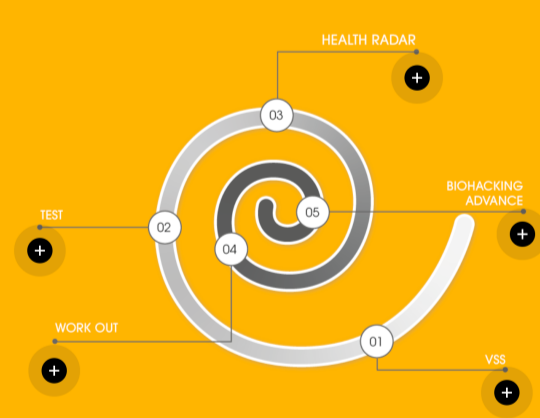 HEALTH RADAR
03
BIOHACKING
ADVANCE
05
TEST
02
04
WORK OUT
01
VSS